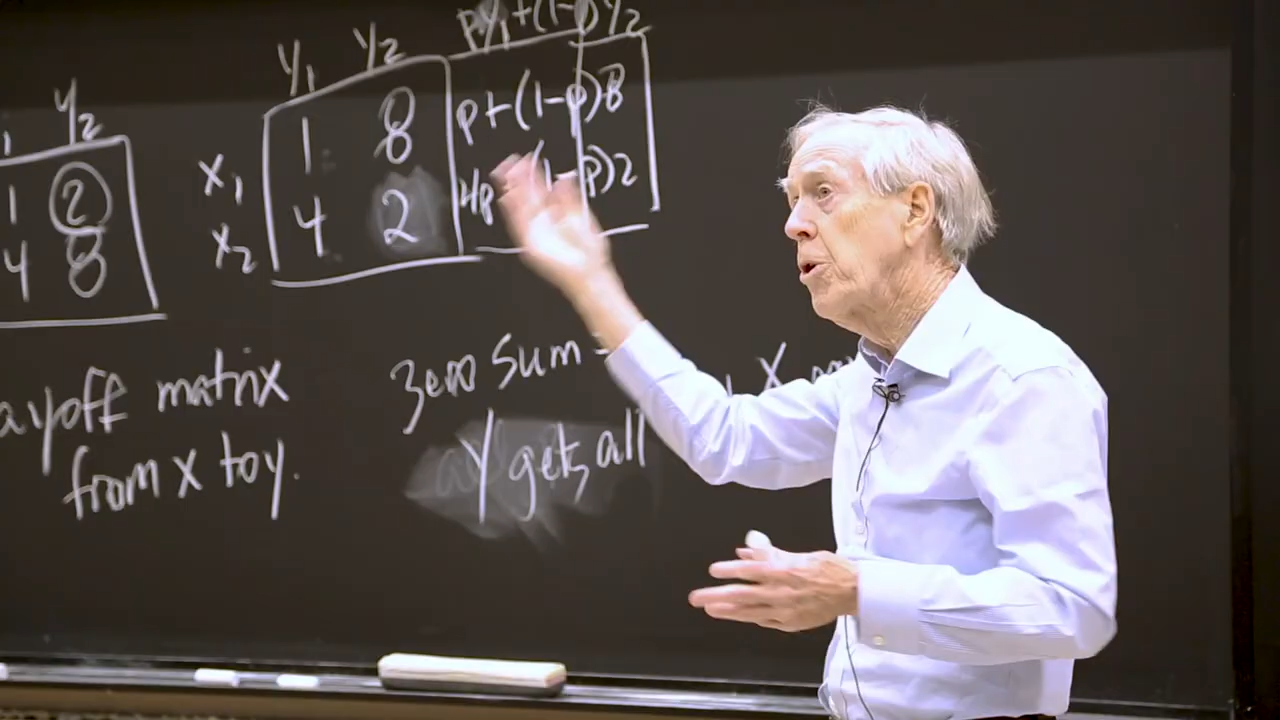 y₂
1 2
4 8
y₁ y₂ py₁+(1-p)y₂
x₁ 1 8 p+(1-p)8
x₂ 4 2 4p (1-p)2
ayoff matrix
from x to y.
Zero sum
Y gets all
X